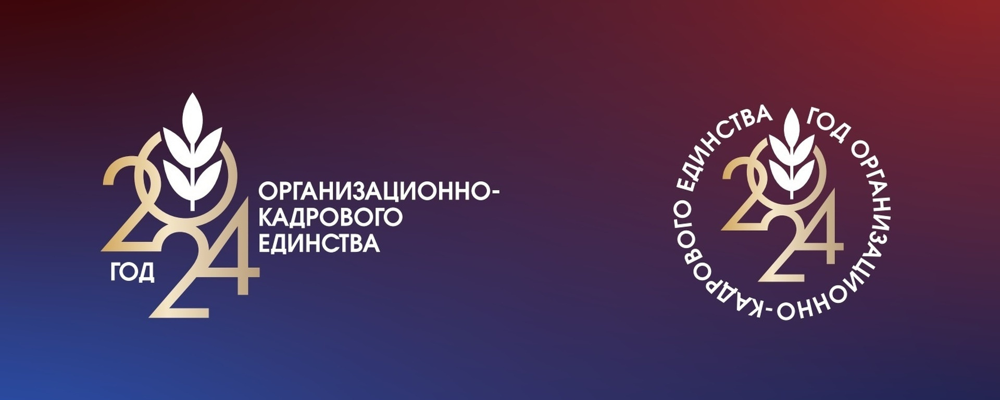 2024
ГОД
ОРГАНИЗАЦИОННО-
КАДРОВОГО
ЕДИНСТВА
ГОД ОРГАНИЗАЦИОННО-КАДРОВОГО ЕДИНСТВА
2024